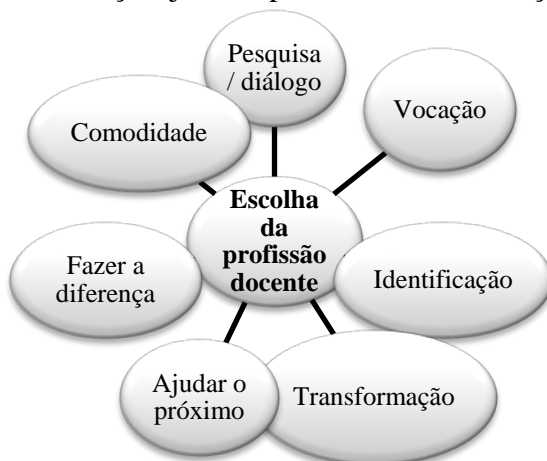 Pesquisa
/ diálogo
Vocação
Comodidade
Escolha
da
profissão
docente
Fazer a
diferença
Identificação
Ajudar o
próximo
Transformação